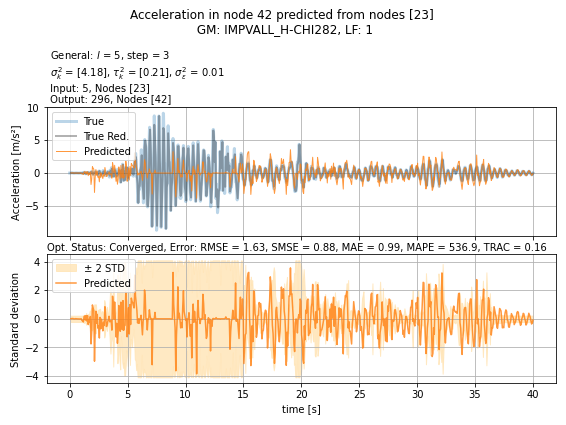 Acceleration in node 42 predicted from nodes [23]
GM: IMPVALL_H-CHI282, LF: 1
General: l = 5, step = 3
σ²ₖ = [4.18], τ²ₖ = [0.21], σ²ε = 0.01
Input: 5, Nodes [23]
Output: 296, Nodes [42]
10
5
0
−5
Acceleration [m/s²]
True
True Red.
Predicted
Opt. Status: Converged, Error: RMSE = 1.63, SMSE = 0.88, MAE = 0.99, MAPE = 536.9, TRAC = 0.16
4
2
0
−2
−4
Standard deviation
± 2 STD
Predicted
0 5 10 15 20 25 30 35 40
time [s]